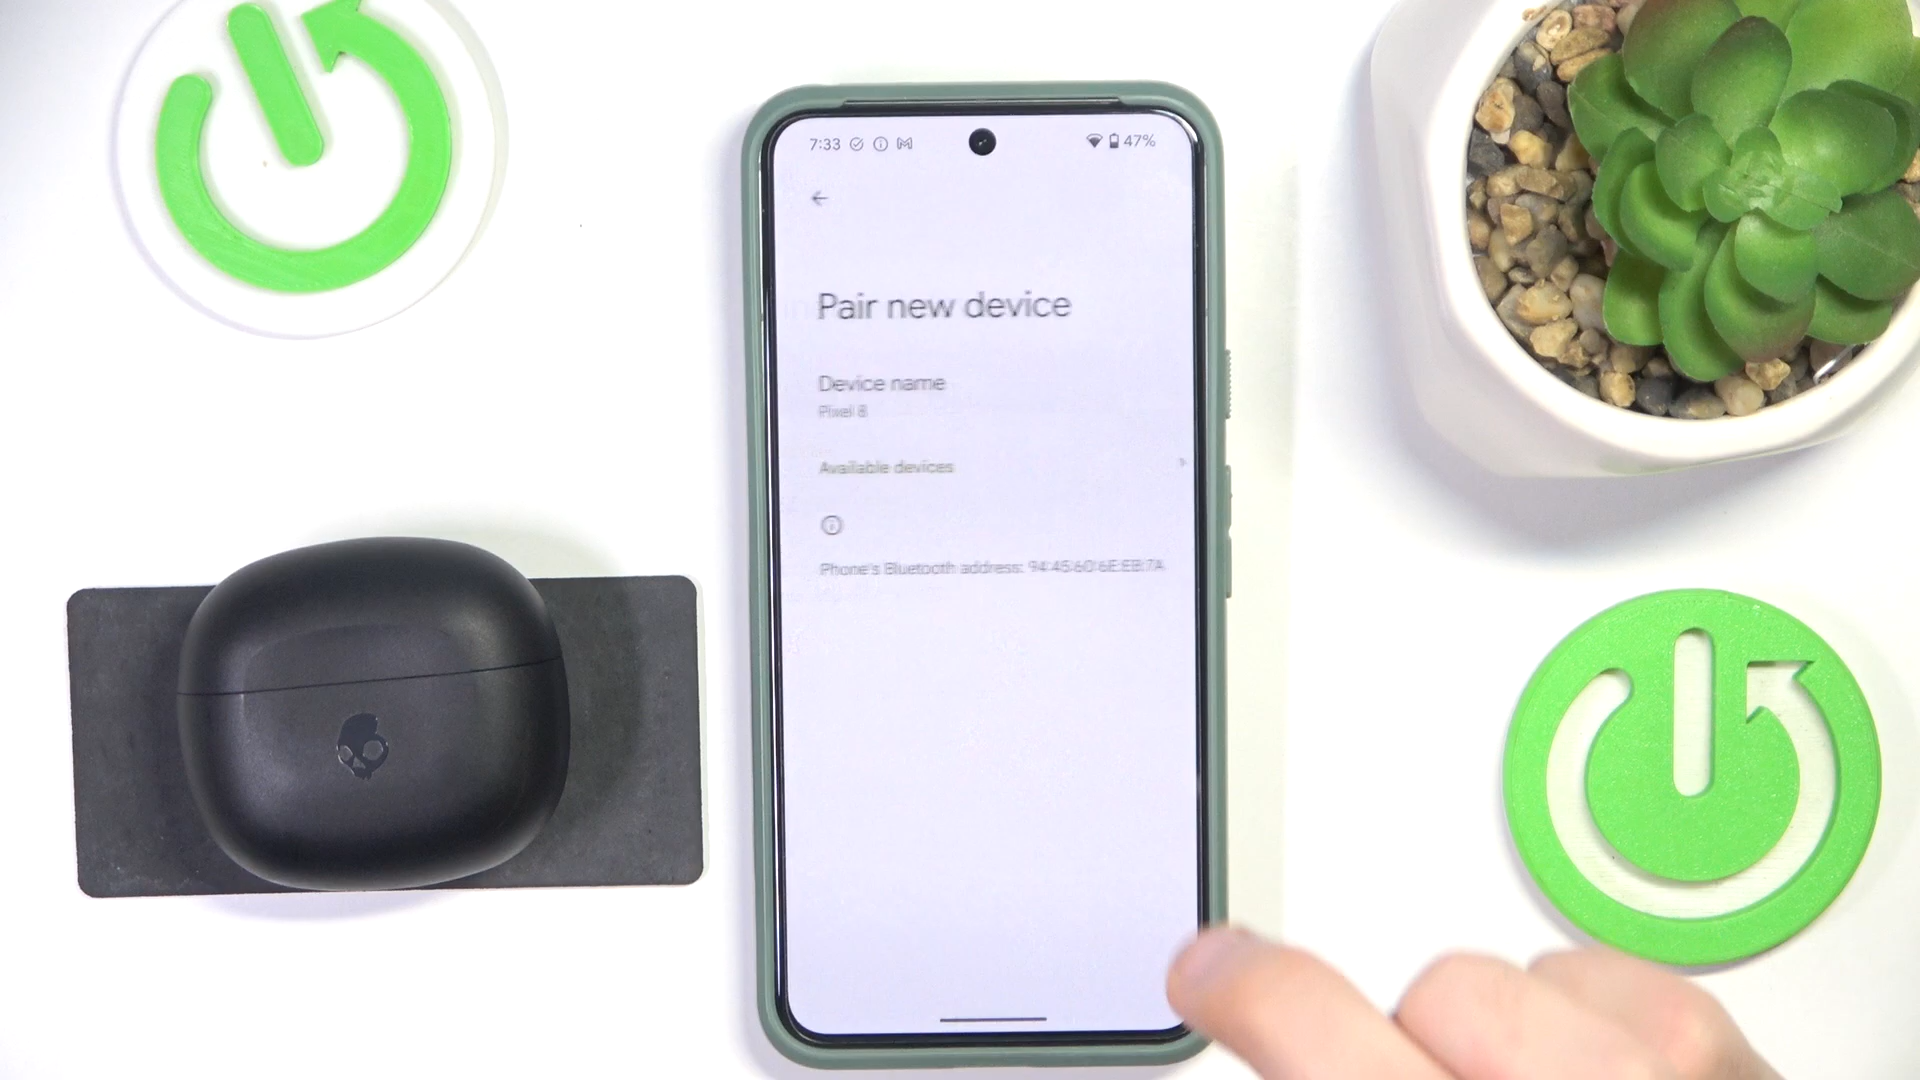 7:33 47%
Pair new device
Device name
Pixel 8
Available devices
Phone's Bluetooth address: 94:45:60:6E:EB:7A